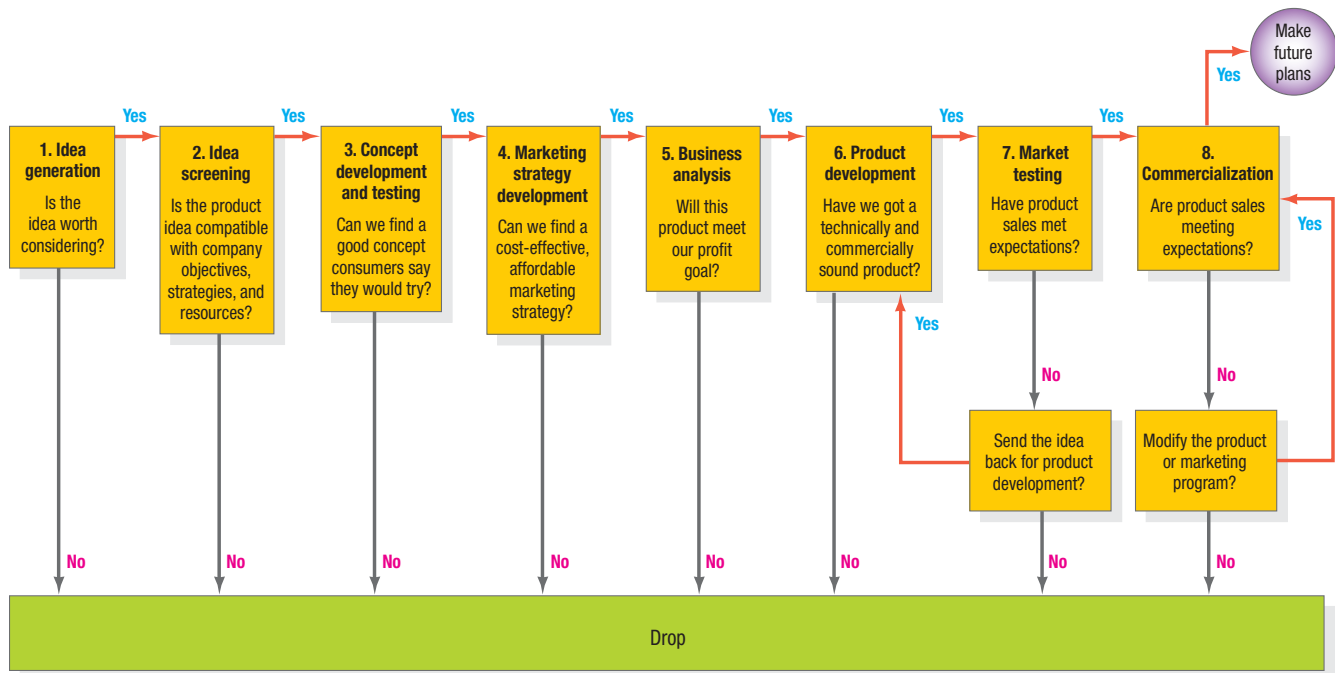 Make
future
plans
Yes
Yes
Yes
Yes
Yes
Yes
Yes
Yes
1. Idea
generation
Is the
idea worth
considering?
2. Idea
screening
Is the product
idea compatible
with company
objectives,
strategies, and
resources?
3. Concept
development
and testing
Can we find a
good concept
consumers say
they would try?
4. Marketing
strategy
development
Can we find a
cost-effective,
affordable
marketing
strategy?
5. Business
analysis
Will this
product meet
our profit
goal?
6. Product
development
Have we got a
technically and
commercially
sound product?
7. Market
testing
Have product
sales met
expectations?
8.
Commercialization
Are product sales
meeting
expectations?
Yes
Yes
No
No
Send the idea
back for product
development?
Modify the product
or marketing
program?
No
No
No
No
No
No
No
No
Drop